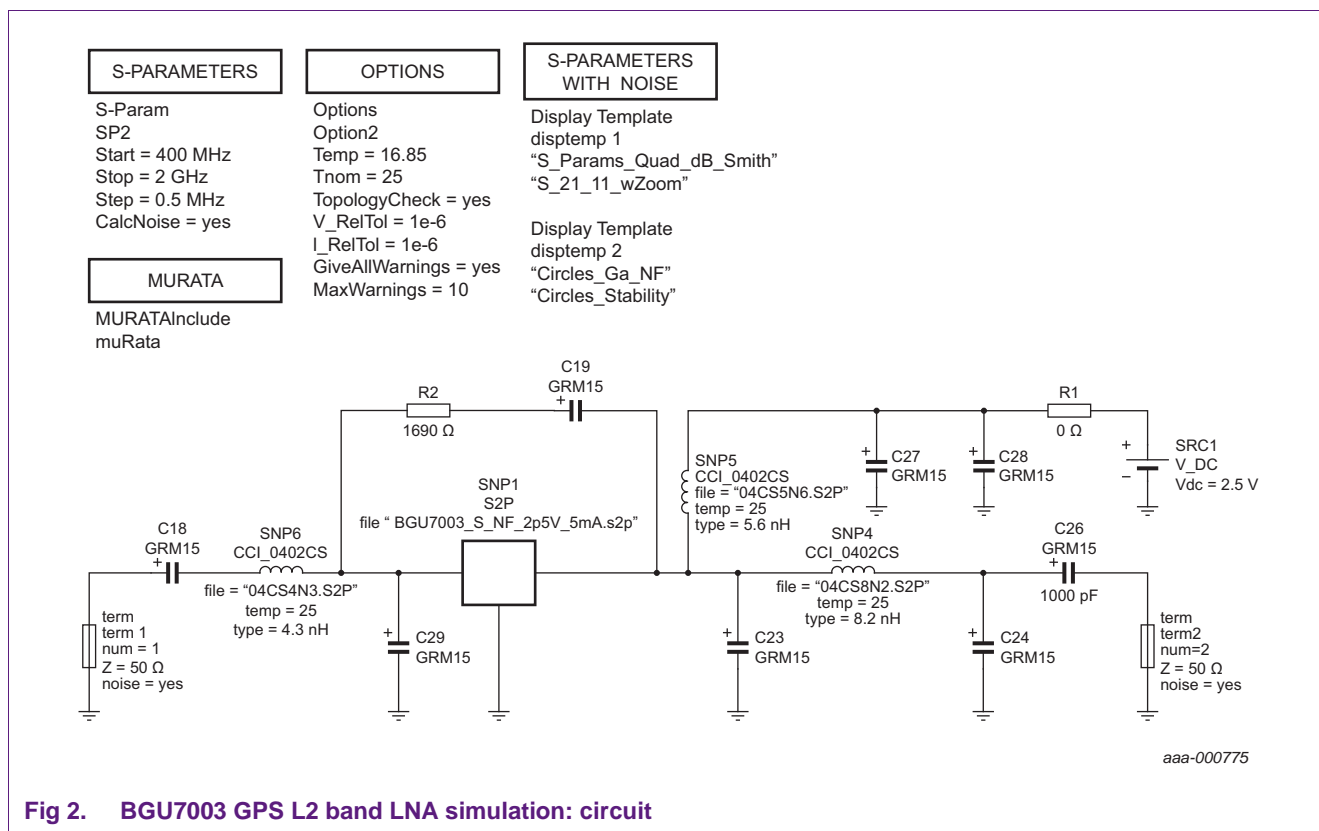 S-PARAMETERS
S-Param
SP2
Start = 400 MHz
Stop = 2 GHz
Step = 0.5 MHz
CalcNoise = yes
MURATA
MURATAInclude
muRata
OPTIONS
Options
Option2
Temp = 16.85
Tnom = 25
TopologyCheck = yes
V_RelTol = 1e-6
I_RelTol = 1e-6
GiveAllWarnings = yes
MaxWarnings = 10
S-PARAMETERS
WITH NOISE
Display Template
disptemp 1
“S_Params_Quad_dB_Smith”
“S_21_11_wZoom”
Display Template
disptemp 2
“Circles_Ga_NF”
“Circles_Stability”
R2
1690 Ω
C19
GRM15
+
R1
0 Ω
+
C27
GRM15
+
C28
GRM15
+
−
SRC1
V_DC
Vdc = 2.5 V
SNP5
CCI_0402CS
file = “04CS5N6.S2P”
temp = 25
type = 5.6 nH
SNP1
S2P
file “ BGU7003_S_NF_2p5V_5mA.s2p”
C18
GRM15
+
SNP6
CCI_0402CS
file = “04CS4N3.S2P”
temp = 25
type = 4.3 nH
SNP4
CCI_0402CS
file = “04CS8N2.S2P”
temp = 25
type = 8.2 nH
C26
GRM15
+
1000 pF
term
term 1
num = 1
Z = 50 Ω
noise = yes
+
C29
GRM15
+
C23
GRM15
+
C24
GRM15
term
term2
num=2
Z = 50 Ω
noise = yes
aaa-000775
Fig 2. BGU7003 GPS L2 band LNA simulation: circuit